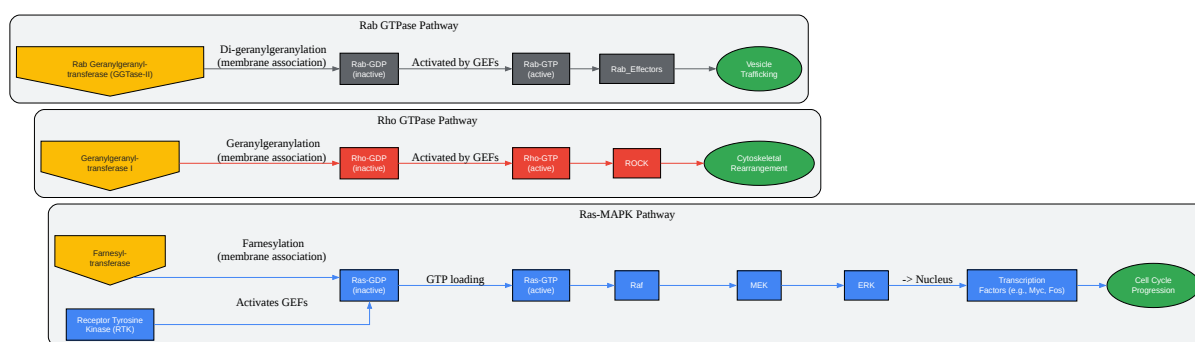 Rab GTPase Pathway
Rab Geranylgeranyl-
transferase (GGTase-II)
Di-geranylgeranylation
(membrane association)
Rab-GDP
(inactive)
Activated by GEFs
Rab-GTP
(active)
Rab_Effectors
Vesicle
Trafficking
Rho GTPase Pathway
Geranylgeranyl-
transferase I
Geranylgeranylation
(membrane association)
Rho-GDP
(inactive)
Activated by GEFs
Rho-GTP
(active)
ROCK
Cytoskeletal
Rearrangement
Ras-MAPK Pathway
Farnesyl-
transferase
Farnesylation
(membrane association)
Receptor Tyrosine
Kinase (RTK)
Activates GEFs
Ras-GDP
(inactive)
GTP loading
Ras-GTP
(active)
Raf
MEK
ERK
-> Nucleus
Transcription
Factors (e.g., Myc, Fos)
Cell Cycle
Progression